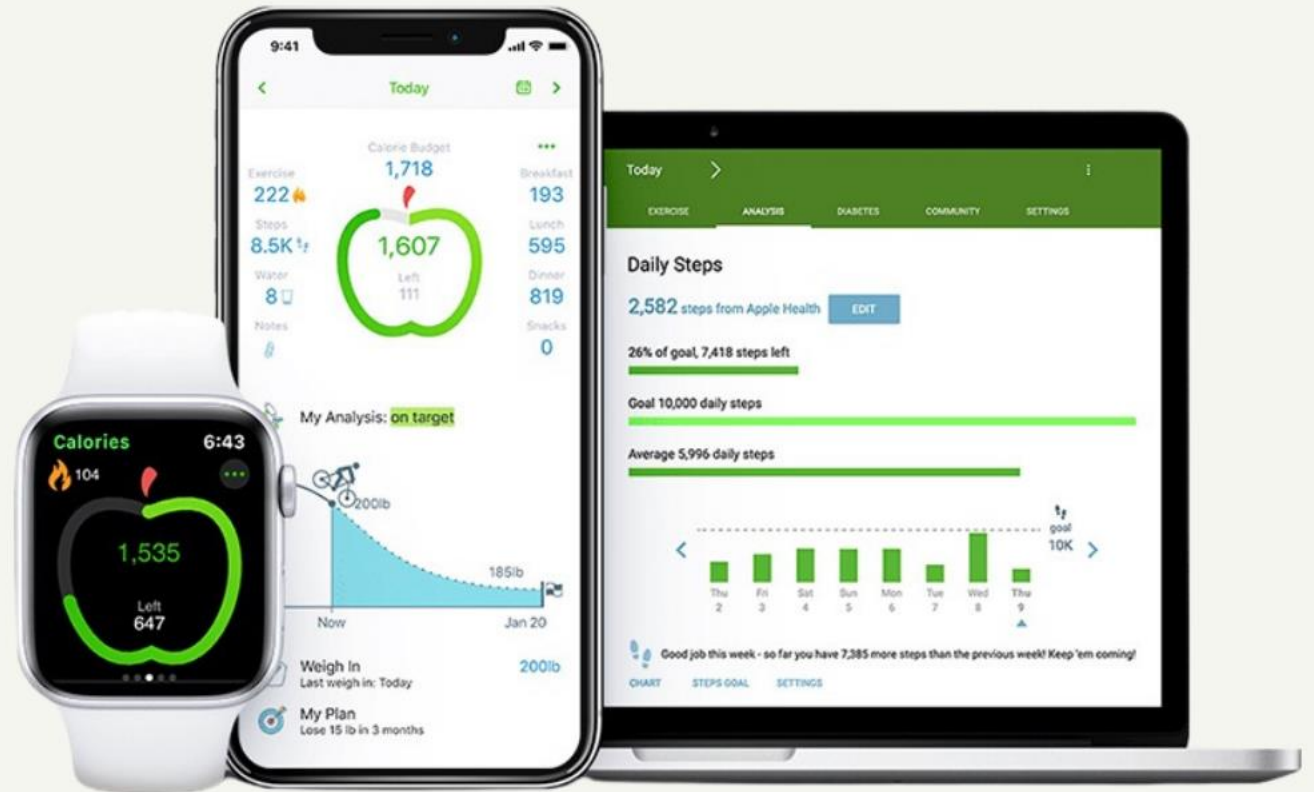 9:41
Today
Calorie Budget
1,718
Exercise
222
Steps
8.5K
Water
8
Notes
1,607
Left
111
Breakfast
193
Lunch
595
Dinner
819
Snacks
0
My Analysis: on target
200lb
185lb
Now
Jan 20
Weigh In
200lb
Last weigh in: Today
My Plan
Lose 15 lb in 3 months
Calories
6:43
104
1,535
Left
647
Today
EXERCISE ANALYSIS DIABETES COMMUNITY SETTINGS
Daily Steps
2,582 steps from Apple Health EDIT
26% of goal, 7,418 steps left
Goal 10,000 daily steps
Average 5,996 daily steps
goal
10K
Thu Fri Sat Sun Mon Tue Wed Thu
2 3 4 5 6 7 8 9
Good job this week - so far you have 7,385 more steps than the previous week! Keep 'em coming!
CHART STEPS GOAL SETTINGS